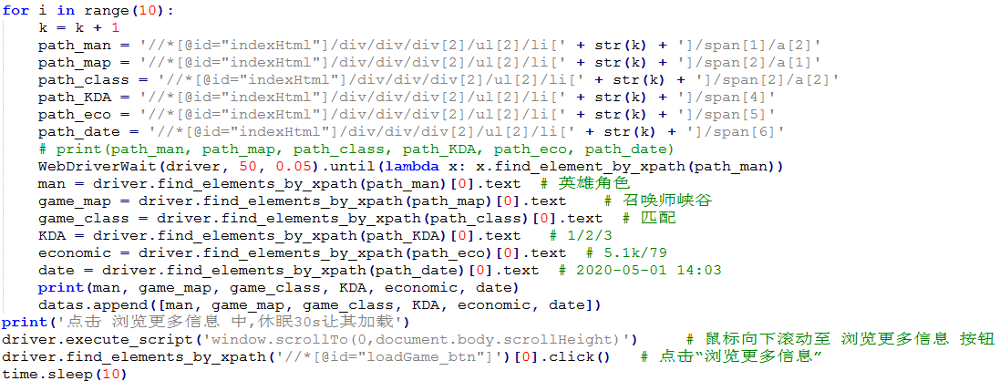 for i in range(10):
    k = k + 1
    path_man = '//*[@id="indexHtml"]/div/div/div[2]/ul[2]/li[' + str(k) + ']/span[1]/a[2]'
    path_map = '//*[@id="indexHtml"]/div/div/div[2]/ul[2]/li[' + str(k) + ']/span[2]/a[1]'
    path_class = '//*[@id="indexHtml"]/div/div/div[2]/ul[2]/li[' + str(k) + ']/span[2]/a[2]'
    path_KDA = '//*[@id="indexHtml"]/div/div/div[2]/ul[2]/li[' + str(k) + ']/span[4]'
    path_eco = '//*[@id="indexHtml"]/div/div/div[2]/ul[2]/li[' + str(k) + ']/span[5]'
    path_date = '//*[@id="indexHtml"]/div/div/div[2]/ul[2]/li[' + str(k) + ']/span[6]'
    # print(path_man, path_map, path_class, path_KDA, path_eco, path_date)
    WebDriverWait(driver, 50, 0.05).until(lambda x: x.find_element_by_xpath(path_man))
    man = driver.find_elements_by_xpath(path_man)[0].text  # 英雄角色
    game_map = driver.find_elements_by_xpath(path_map)[0].text    # 召唤师峡谷
    game_class = driver.find_elements_by_xpath(path_class)[0].text  # 匹配
    KDA = driver.find_elements_by_xpath(path_KDA)[0].text   # 1/2/3
    economic = driver.find_elements_by_xpath(path_eco)[0].text  # 5.1k/79
    date = driver.find_elements_by_xpath(path_date)[0].text  # 2020-05-01 14:03
    print(man, game_map, game_class, KDA, economic, date)
    datas.append([man, game_map, game_class, KDA, economic, date])
print('点击 浏览更多信息 中,休眠30s让其加载')
driver.execute_script('window.scrollTo(0,document.body.scrollHeight)')     # 鼠标向下滚动至 浏览更多信息 按钮
driver.find_elements_by_xpath('//*[@id="loadGame_btn"]')[0].click()   # 点击“浏览更多信息”
time.sleep(10)